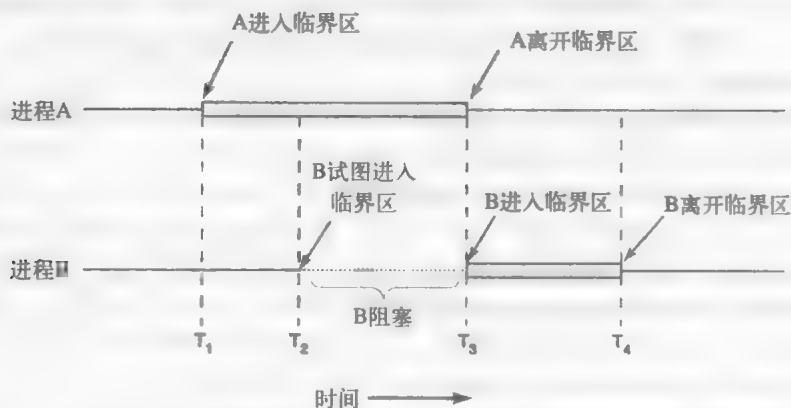 A进入临界区
A离开临界区
进程A
B试图进入
临界区
B进入临界区
B离开临界区
进程
B阻塞
T₁
T₂
T₃
T₄
时间